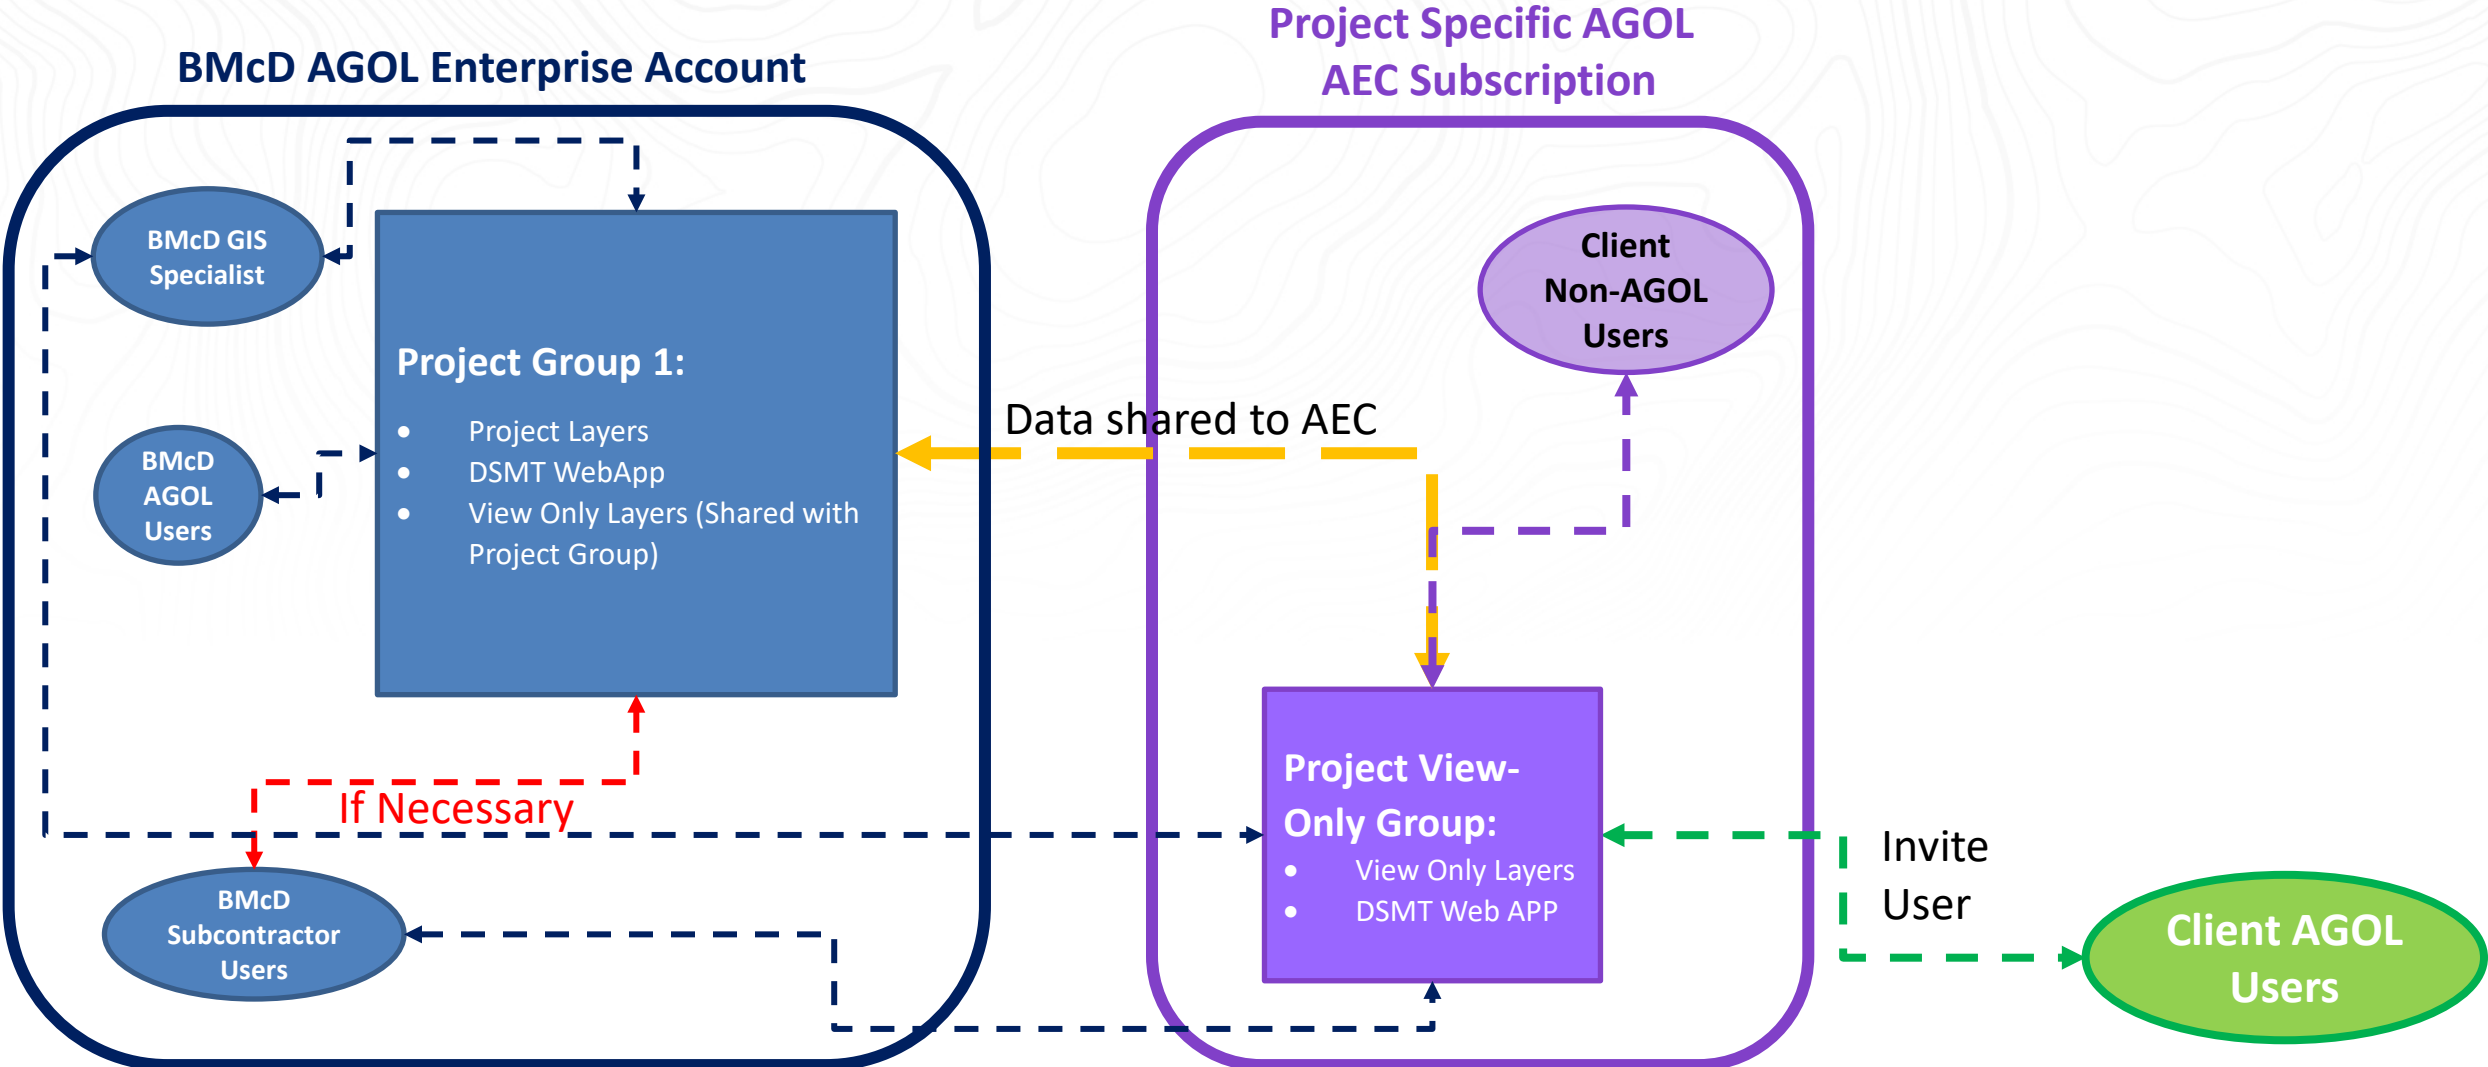 BMcD AGOL Enterprise Account
Project Specific AGOL
AEC Subscription
BMcD GIS
Specialist
BMcD
AGOL
Users
Project Group 1:
• Project Layers
• DSMT WebApp
• View Only Layers (Shared with
Project Group)
If Necessary
BMcD
Subcontractor
Users
Data shared to AEC
Client
Non-AGOL
Users
Project View-
Only Group:
• View Only Layers
• DSMT Web APP
Invite
User
Client AGOL
Users